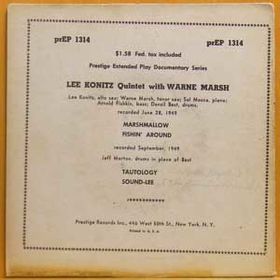 prEP 1314
prEP 1314
$1.58 Fed. tax included
Prestige Extended Play Documentary Series
LEE KONITZ Quintet with WARNE MARSH
Lee Konitz, alto sax; Warne Marsh, tenor sax; Sal Mosca, piano;
Arnold Fishkin, bass; Denzil Best, drums,
recorded June 28, 1949
MARSHMALLOW
FISHIN' AROUND
recorded September, 1949
Jeff Morton, drums in place of Best
TAUTOLOGY
SOUND-LEE
Prestige Records Inc., 446 West 50th St., New York, N. Y.
Printed in U. S. A.